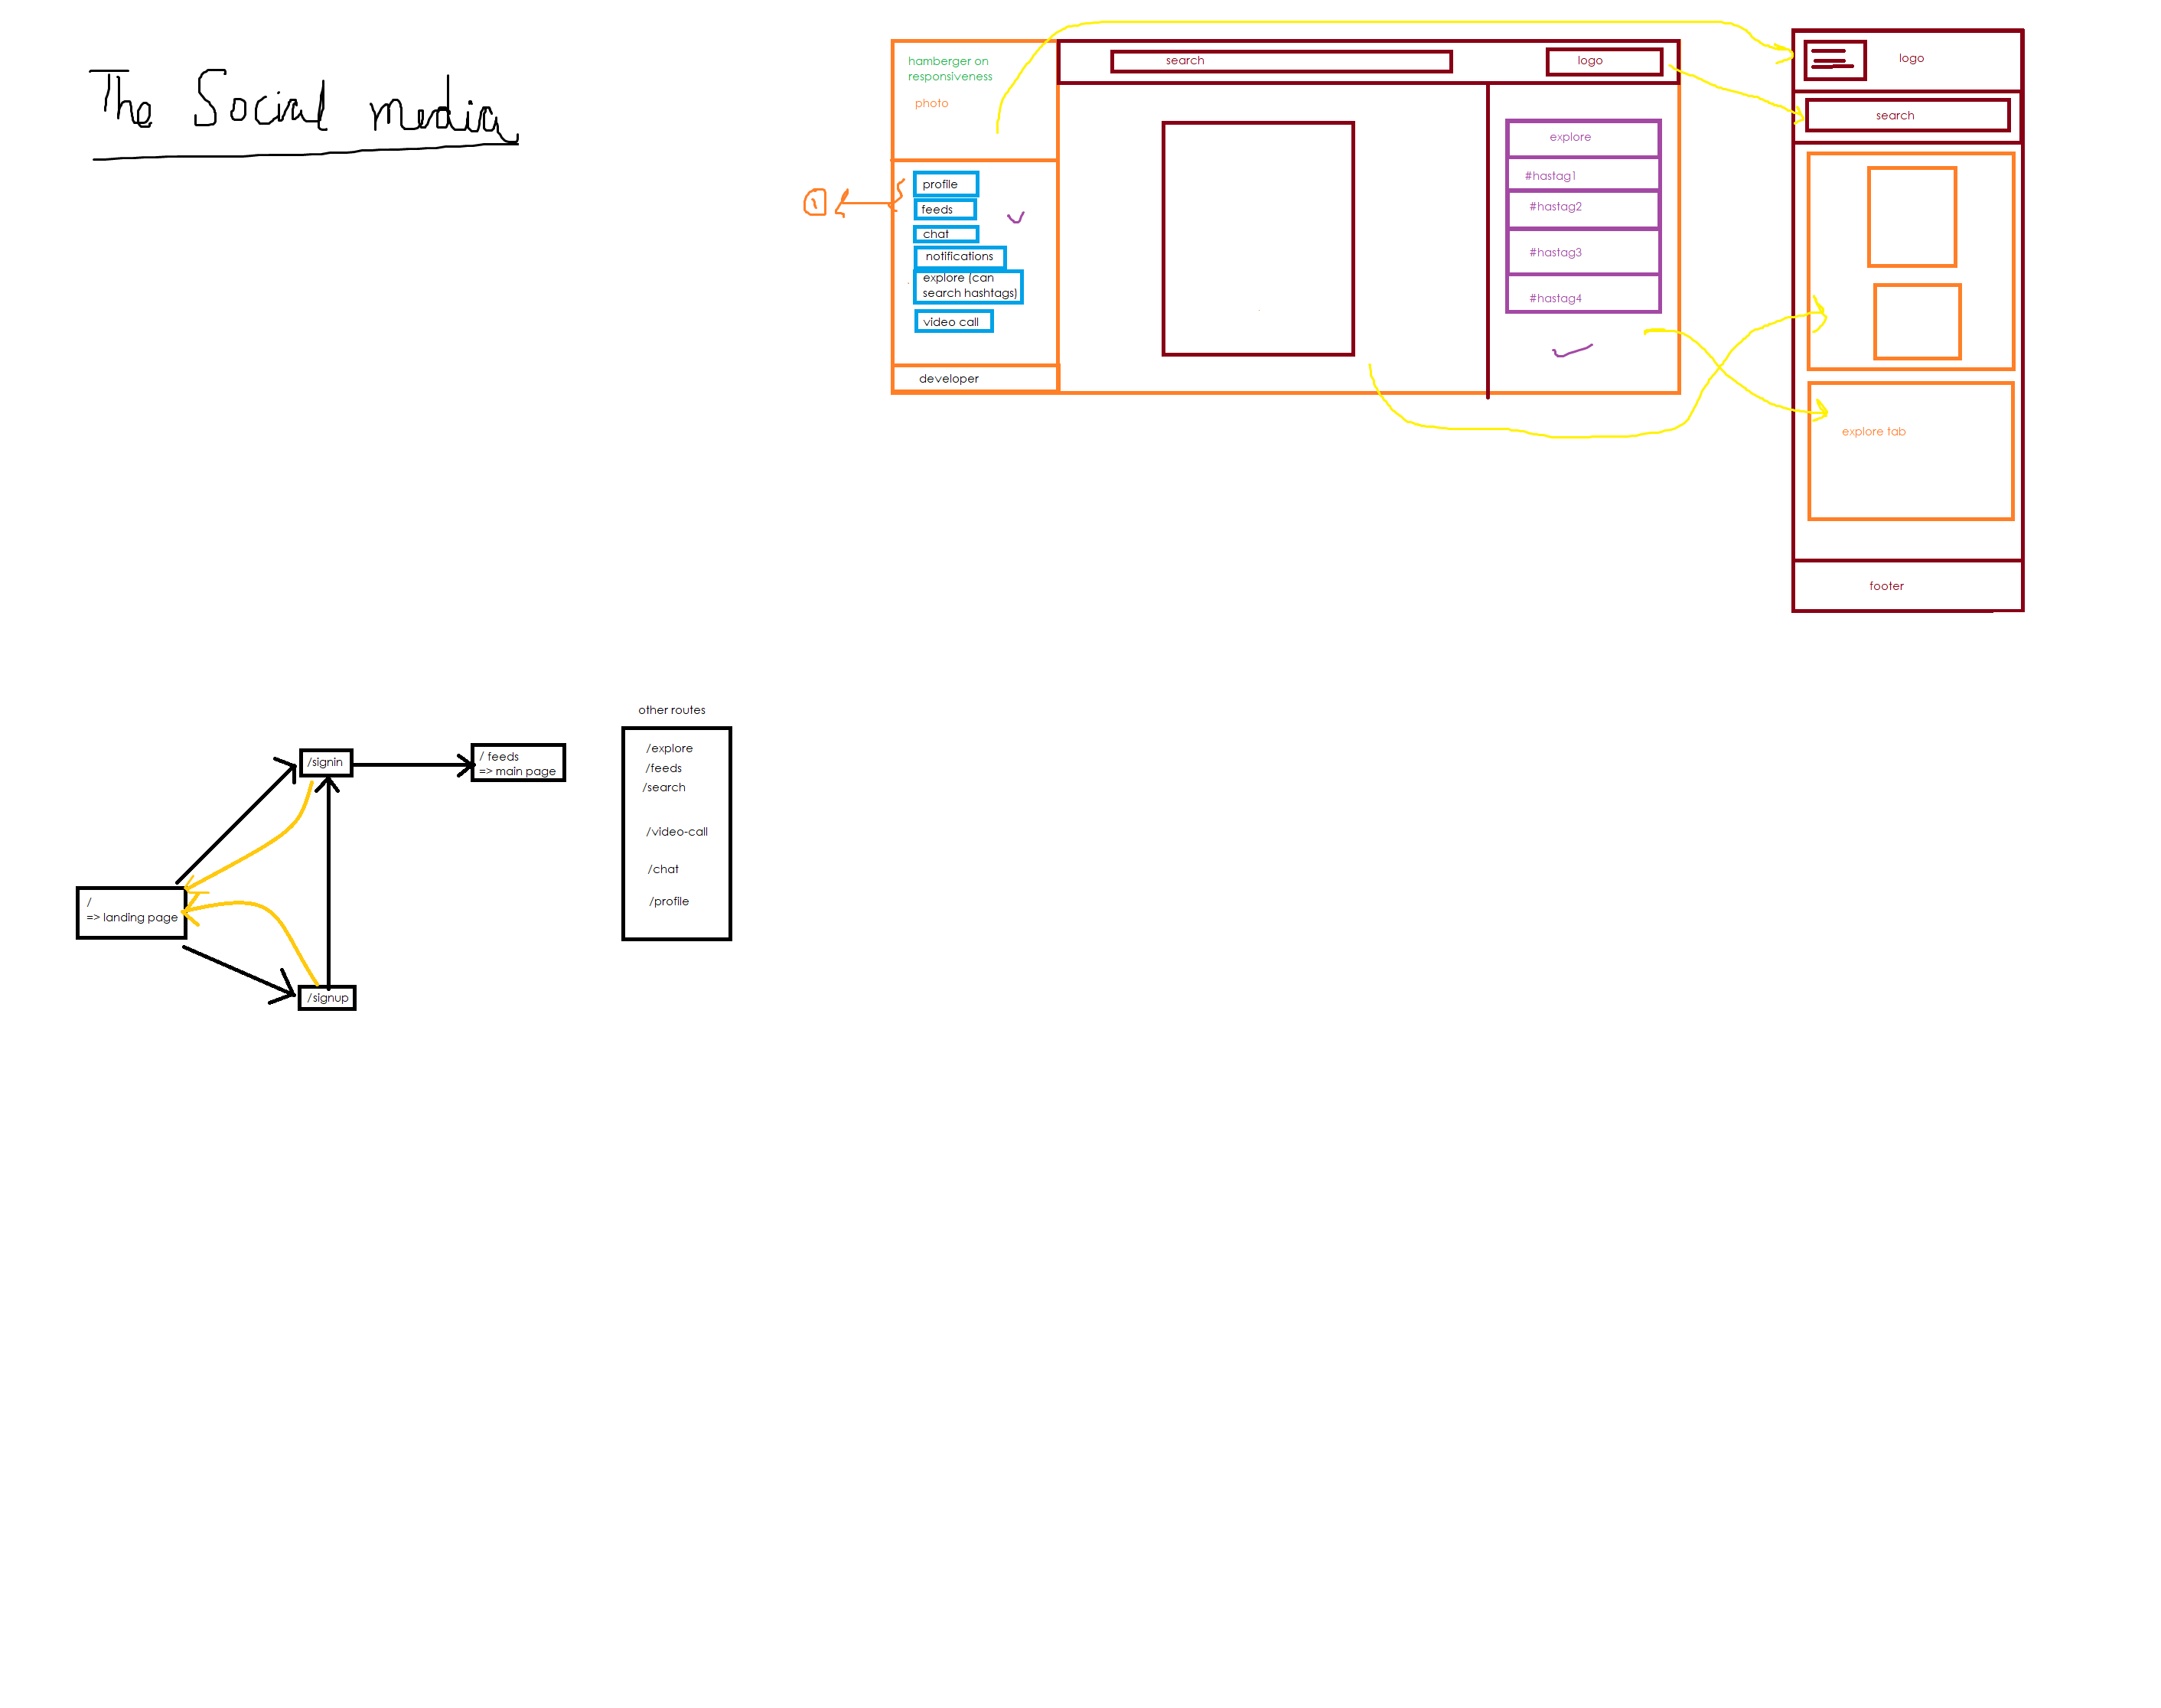 The Social media
hamberger on
responsiveness
photo
search
logo
profile
feeds
chat
notifications
explore (can
search hashtags)
video call
developer
1
explore
#hastag1
#hastag2
#hastag3
#hastag4
logo
search
explore tab
footer
/signin
/ feeds
=> main page
/
=> landing page
/signup
other routes
/explore
/feeds
/search
/video-call
/chat
/profile